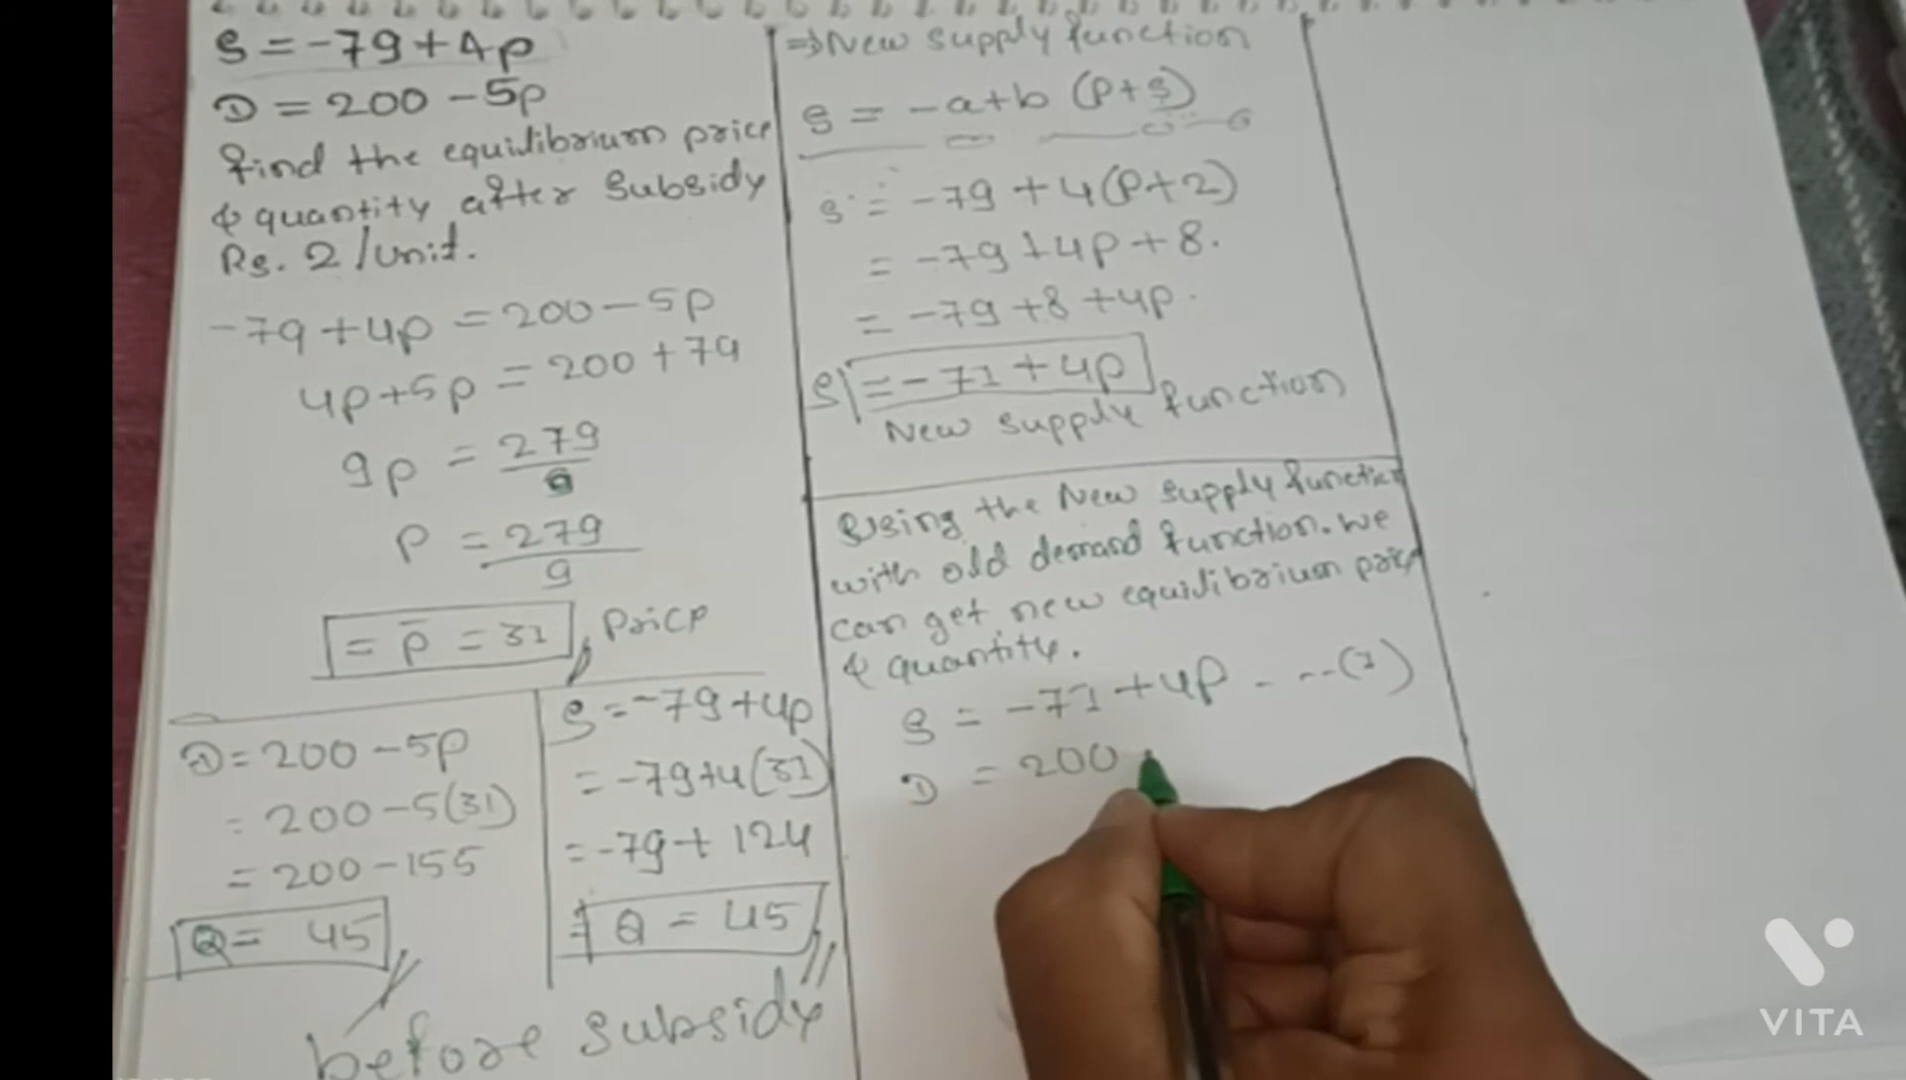 S = -79 + 4p
D = 200 - 5p
find the equilibrium price
& quantity after subsidy
Rs. 2 /unit.
-79 + 4p = 200 - 5p
4p + 5p = 200 + 79
9p = 279/9
P = 279/9
= p̄ = 31, Price
D = 200 - 5p
= 200 - 5(31)
= 200 - 155
Q = 45
S = -79 + 4p
= -79 + 4(31)
= -79 + 124
= Q = 45
before subsidy
⇒ New supply function
S = -a + b (P + s)
S = -79 + 4(P + 2)
= -79 + 4p + 8.
= -79 + 8 + 4p.
S = -71 + 4p
New supply function
Using the New supply function
with old demand function. we
can get new equilibrium price
& quantity.
S = -71 + 4P - - - - (1)
D = 200
VITA